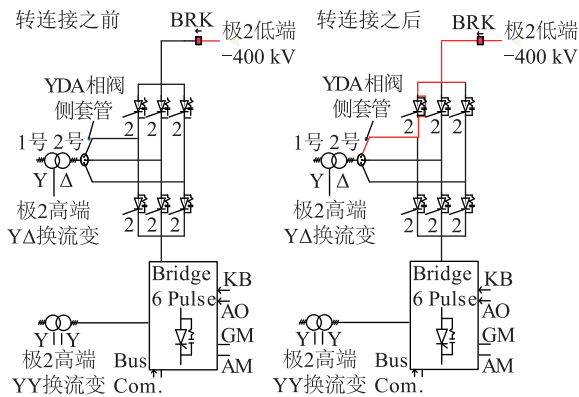 转连接之前
BRK
极2低端
−400 kV
YDA相阀
侧套管
1号 2号
2 2 2
Y Δ
极2高端
YΔ换流变
2 2 2
Bridge
6 Pulse
KB
AO
GM
AM
Y Y
极2高端
YY换流变
Bus
Com.
转连接之后
BRK
极2低端
−400 kV
YDA相阀
侧套管
1号 2号
2 2 2
Y Δ
极2高端
YΔ换流变
2 2 2
Bridge
6 Pulse
KB
AO
GM
AM
Y Y
极2高端
YY换流变
Bus
Com.